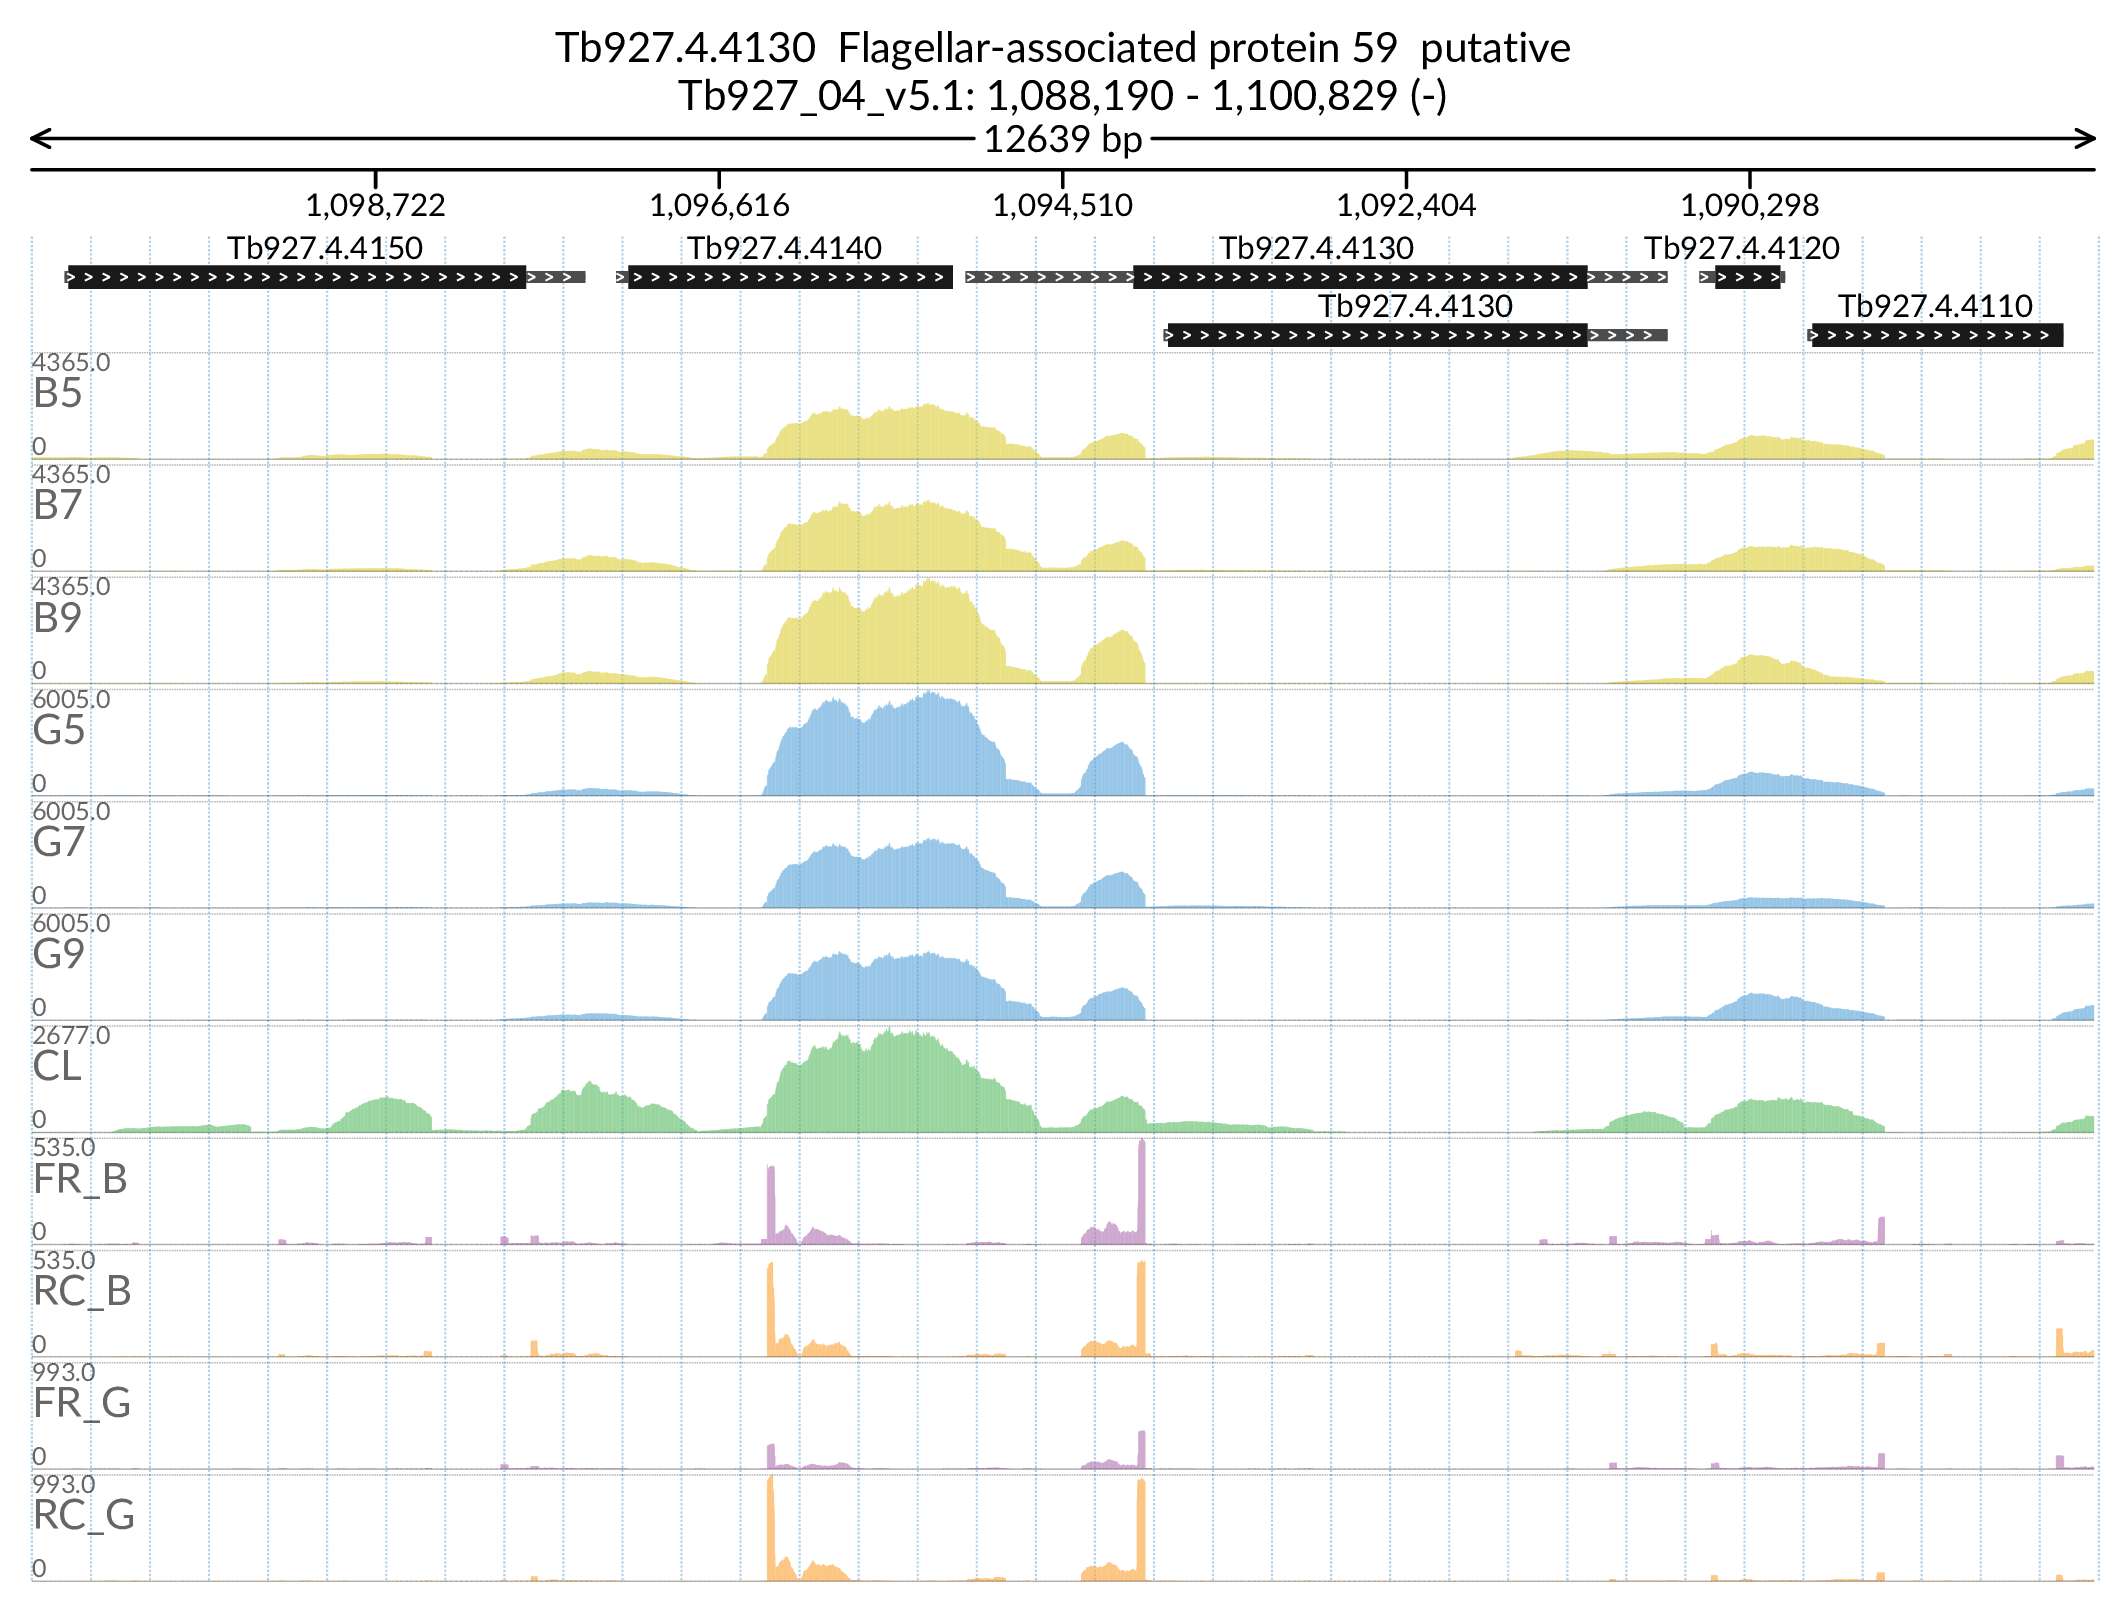 Tb927.4.4130  Flagellar-associated protein 59  putative
Tb927_04_v5.1: 1,088,190 - 1,100,829 (-)
12639 bp
1,098,722 1,096,616 1,094,510 1,092,404 1,090,298
Tb927.4.4150 Tb927.4.4140 Tb927.4.4130 Tb927.4.4120
Tb927.4.4130 Tb927.4.4110
4365.0
B5
0
4365.0
B7
0
4365.0
B9
0
6005.0
G5
0
6005.0
G7
0
6005.0
G9
0
2677.0
CL
0
535.0
FR_B
0
535.0
RC_B
0
993.0
FR_G
0
993.0
RC_G
0